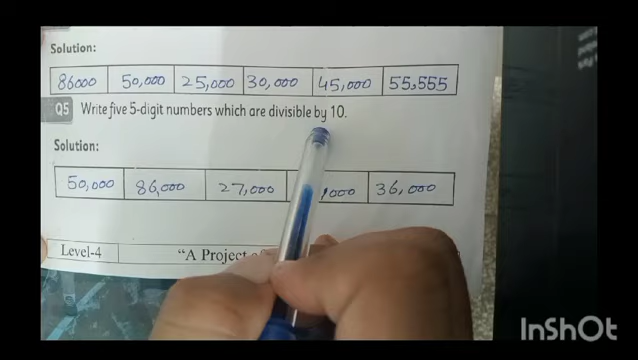 Solution:
86000 50,000 25,000 30,000 45,000 55,555
Q5 Write five 5-digit numbers which are divisible by 10.
Solution:
50,000 86,000 27,000 ,000 36,000
Level-4 "A Project
InShOt